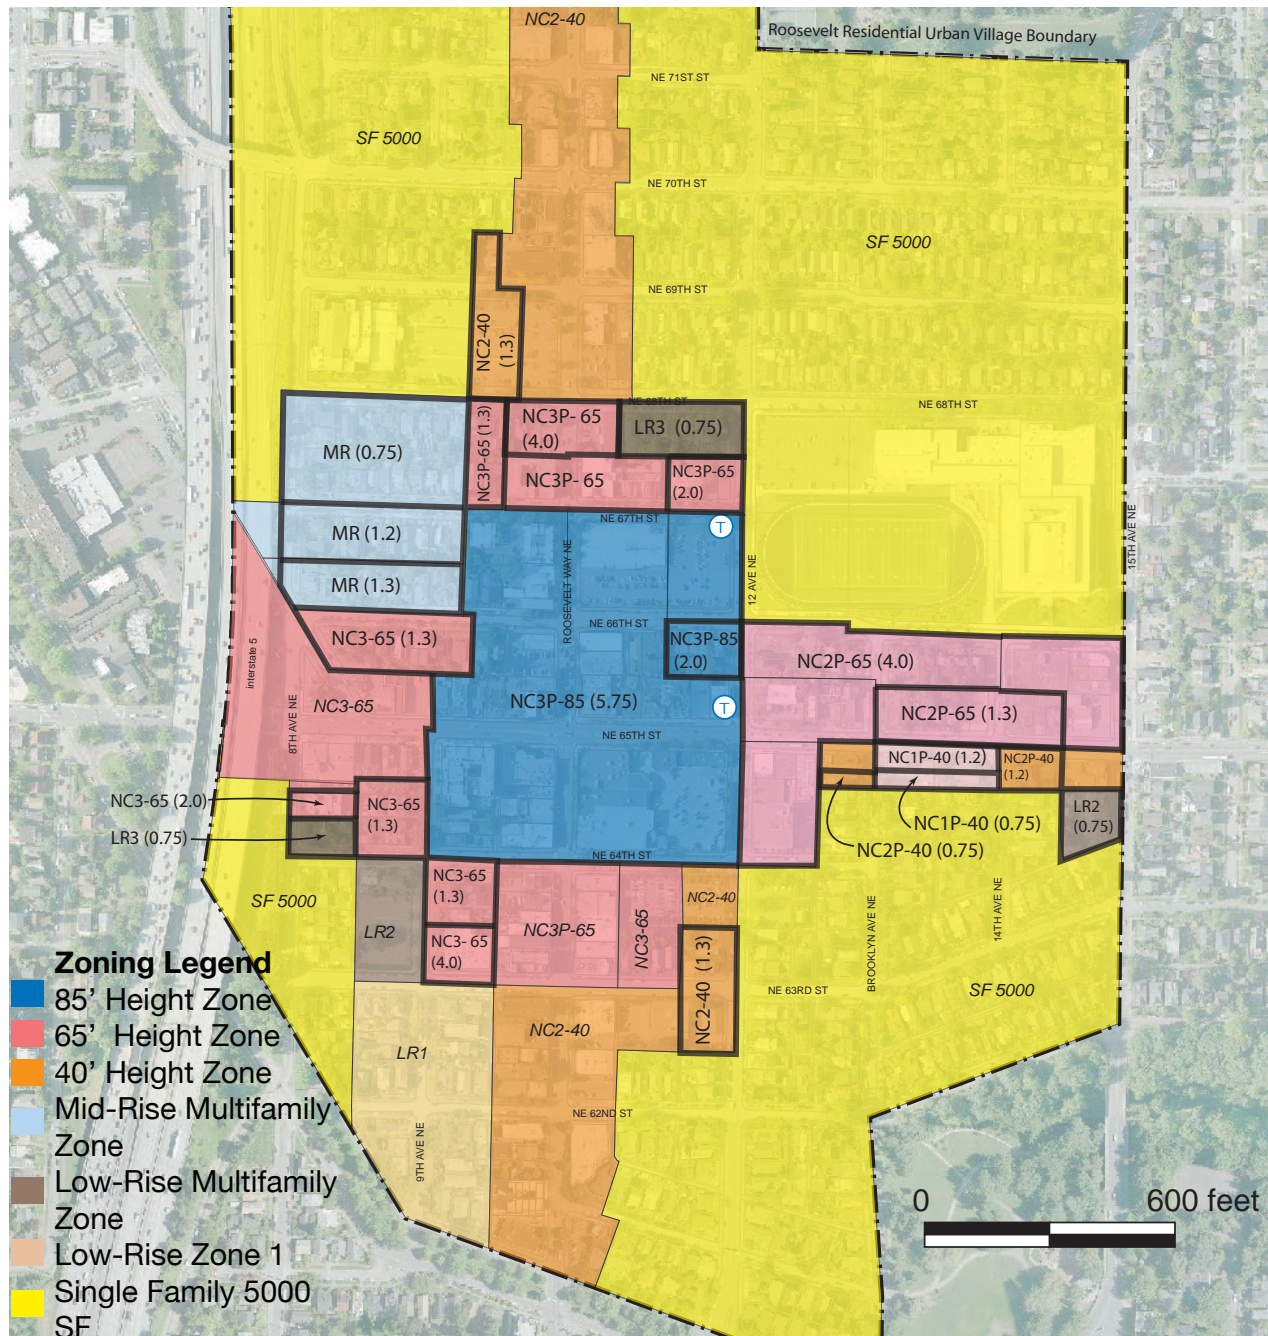 NC2-40
Roosevelt Residential Urban Village Boundary
NE 71ST ST
SF 5000
NE 70TH ST
SF 5000
NE 69TH ST
NC2-40
(1.3)
NE 68TH ST
NE 68TH ST
MR (0.75)
NC3P-65 (1.3)
NC3P- 65
(4.0)
LR3 (0.75)
NC3P- 65
NC3P-65
(2.0)
NE 67TH ST
T
MR (1.2)
ROOSEVELT WAY NE
12 AVE NE
15TH AVE NE
MR (1.3)
NE 66TH ST
NC3-65 (1.3)
NC3P-85
(2.0)
NC2P-65 (4.0)
interstate 5
NC3-65
8TH AVE NE
NC3P-85 (5.75)
T
NC2P-65 (1.3)
NE 65TH ST
NC1P-40 (1.2)
NC2P-40
(1.2)
NC3-65 (2.0)
NC3-65
(1.3)
LR3 (0.75)
LR2
(0.75)
NC1P-40 (0.75)
NC2P-40 (0.75)
NE 64TH ST
NC3-65
(1.3)
SF 5000
NC2-40
LR2
NC3P-65
NC3-65
BROOKLYN AVE NE
14TH AVE NE
NC3- 65
(4.0)
NC2-40 (1.3)
NE 63RD ST
SF 5000
NC2-40
LR1
NE 62ND ST
9TH AVE NE
Zoning Legend
85' Height Zone
65' Height Zone
40' Height Zone
Mid-Rise Multifamily
Zone
Low-Rise Multifamily
Zone
Low-Rise Zone 1
Single Family 5000
SF
0 600 feet